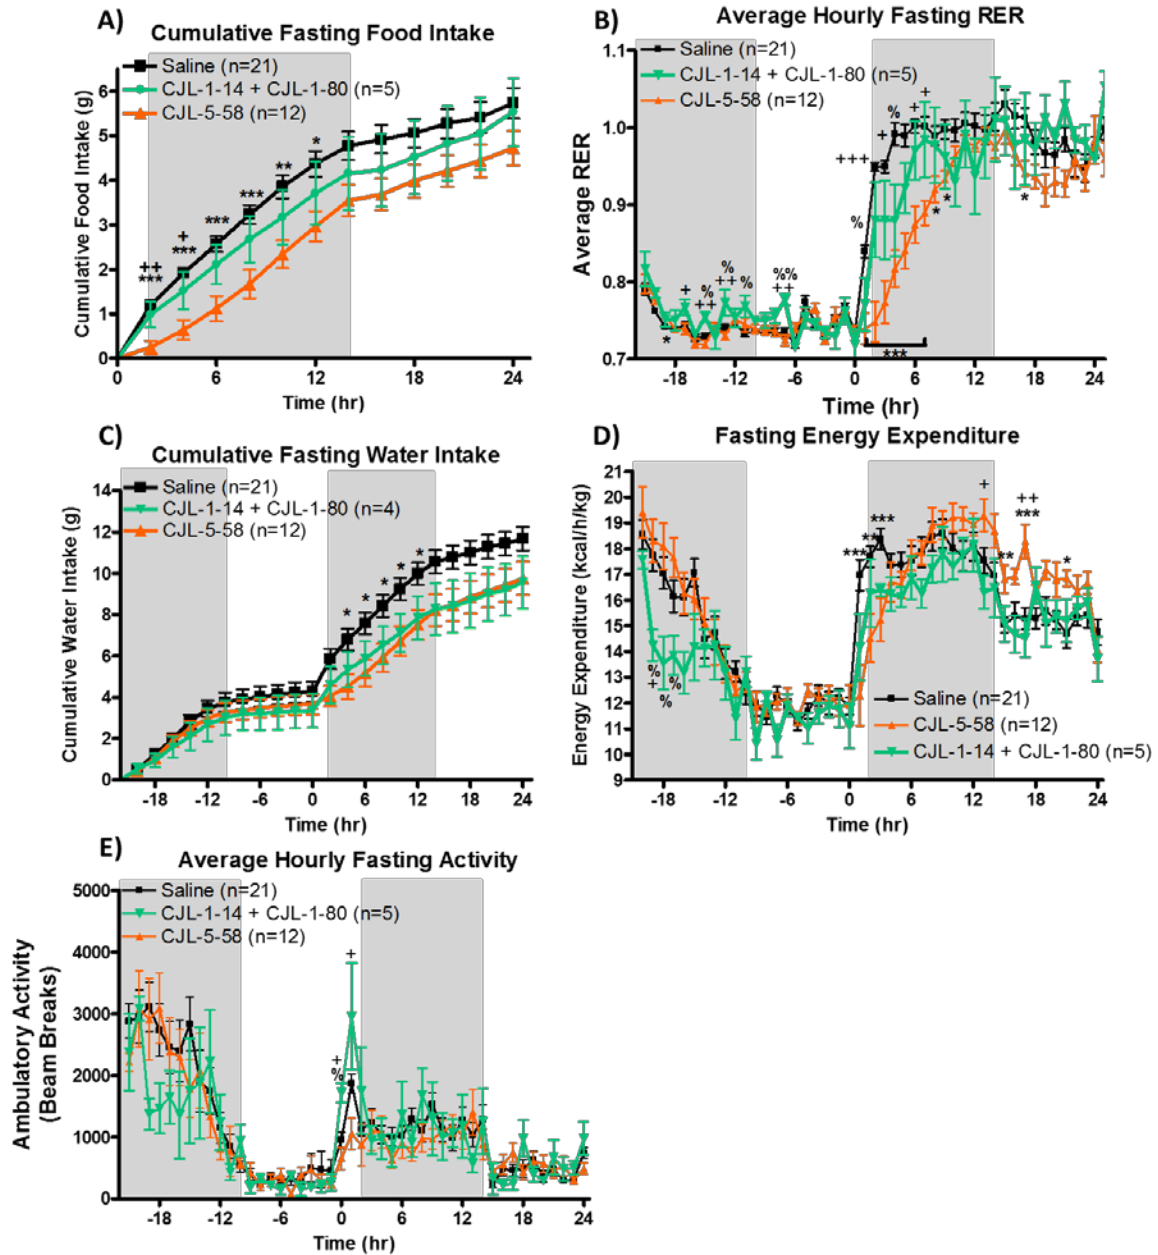 A)
Cumulative Fasting Food Intake
Saline (n=21)
CJL-1-14 + CJL-1-80 (n=5)
CJL-5-58 (n=12)
Cumulative Food Intake (g)
6
5
4
3
2
1
0
++
***
+
***
***
***
**
*
0 6 12 18 24
Time (hr)
B)
Average Hourly Fasting RER
Saline (n=21)
CJL-1-14 + CJL-1-80 (n=5)
CJL-5-58 (n=12)
Average RER
1.1
1.0
0.9
0.8
0.7
*
+
%
++
%
++
%
%%
++
%
+++
+
%
+
+
*
*
*
***
-18 -12 -6 0 6 12 18 24
Time (hr)
C)
Cumulative Fasting Water Intake
Saline (n=21)
CJL-1-14 + CJL-1-80 (n=4)
CJL-5-58 (n=12)
Cumulative Water Intake (g)
14
12
10
8
6
4
2
0
* * * * *
-18 -12 -6 0 6 12 18 24
Time (hr)
D)
Fasting Energy Expenditure
Energy Expenditure (kcal/h/kg)
21
20
19
18
17
16
15
14
13
12
11
10
9
%
+
%
%
***
**
***
+
**
++
***
*
Saline (n=21)
CJL-5-58 (n=12)
CJL-1-14 + CJL-1-80 (n=5)
-18 -12 -6 0 6 12 18 24
Time (hr)
E)
Average Hourly Fasting Activity
Saline (n=21)
CJL-1-14 + CJL-1-80 (n=5)
CJL-5-58 (n=12)
Ambulatory Activity
(Beam Breaks)
5000
4000
3000
2000
1000
0
+
%
+
-18 -12 -6 0 6 12 18 24
Time (hr)